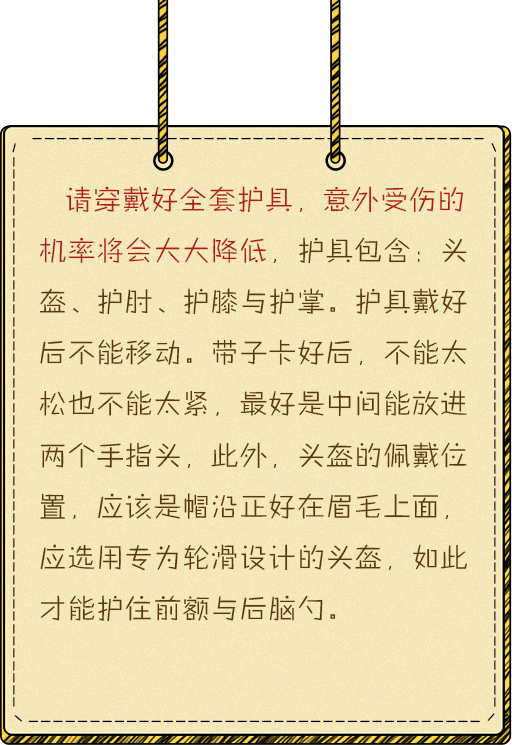 请穿戴好全套护具，意外受伤的
机率将会大大降低，护具包含：头
盔、护肘、护膝与护掌。护具戴好
后不能移动。带子卡好后，不能太
松也不能太紧，最好是中间能放进
两个手指头，此外，头盔的佩戴位
置，应该是帽沿正好在眉毛上面，
应选用专为轮滑设计的头盔，如此
才能护住前额与后脑勺。